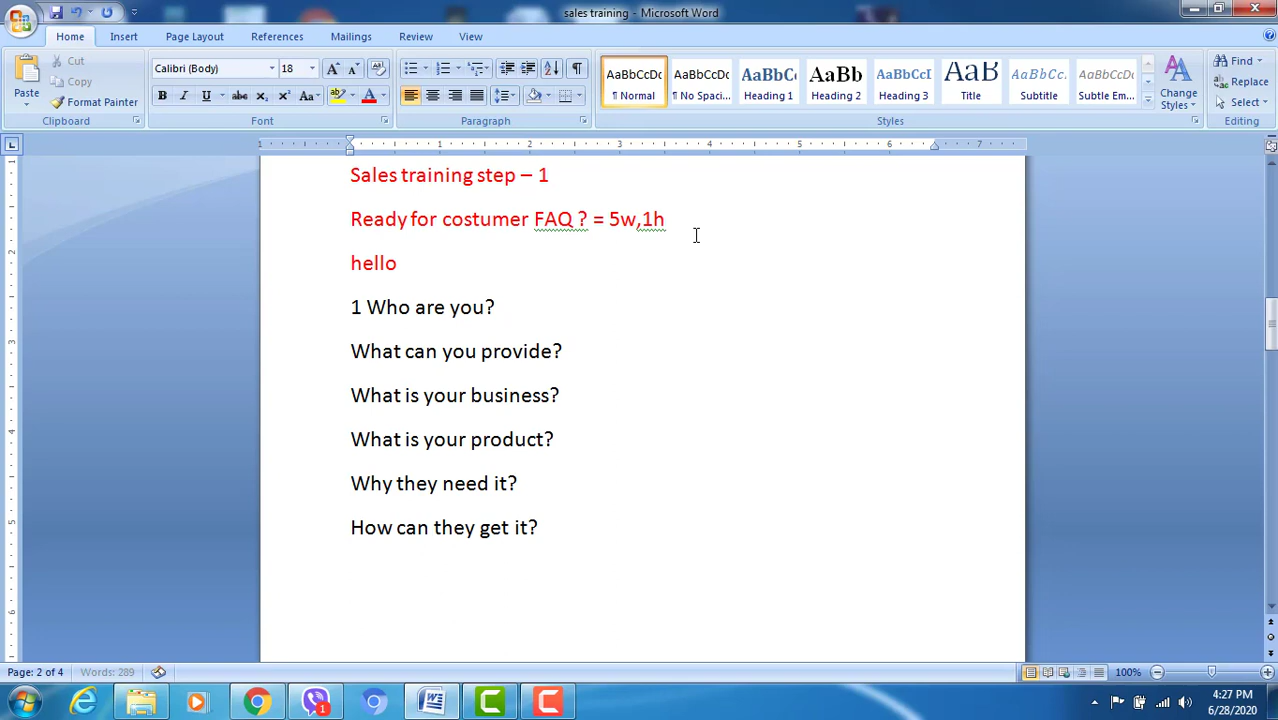 sales training - Microsoft Word
Home Insert Page Layout References Mailings Review View
Paste
Cut
Copy
Format Painter
Clipboard
Calibri (Body) 18
Font
Paragraph
AaBbCcDc AaBbCcDc AaBbCc AaBb AaBbCcI AaB AaBbCc. AaBbCcDc
¶ Normal ¶ No Spaci... Heading 1 Heading 2 Heading 3 Title Subtitle Subtle Em...
Change Styles
Styles
Find
Replace
Select
Editing
Sales training step – 1
Ready for costumer FAQ ? = 5w,1h
hello
1 Who are you?
What can you provide?
What is your business?
What is your product?
Why they need it?
How can they get it?
Page: 2 of 4 Words: 289 100%
4:27 PM
6/28/2020